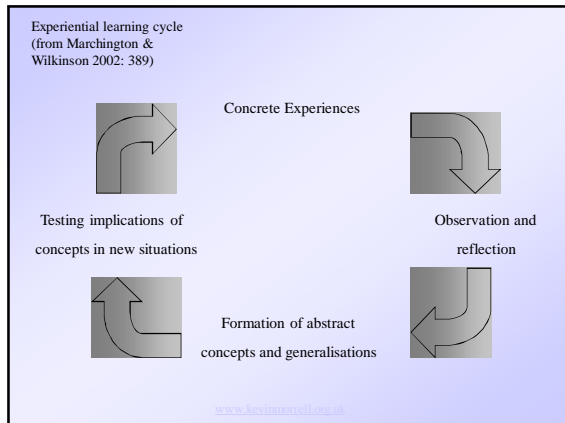 Experiential learning cycle
(from Marchington &
Wilkinson 2002: 389)
Concrete Experiences
Testing implications of
concepts in new situations
Observation and
reflection
Formation of abstract
concepts and generalisations
www.kevinmorrell.org.uk